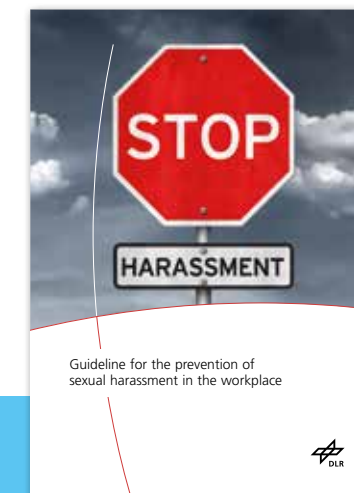 STOP
HARASSMENT
Guideline for the prevention of
sexual harassment in the workplace
DLR